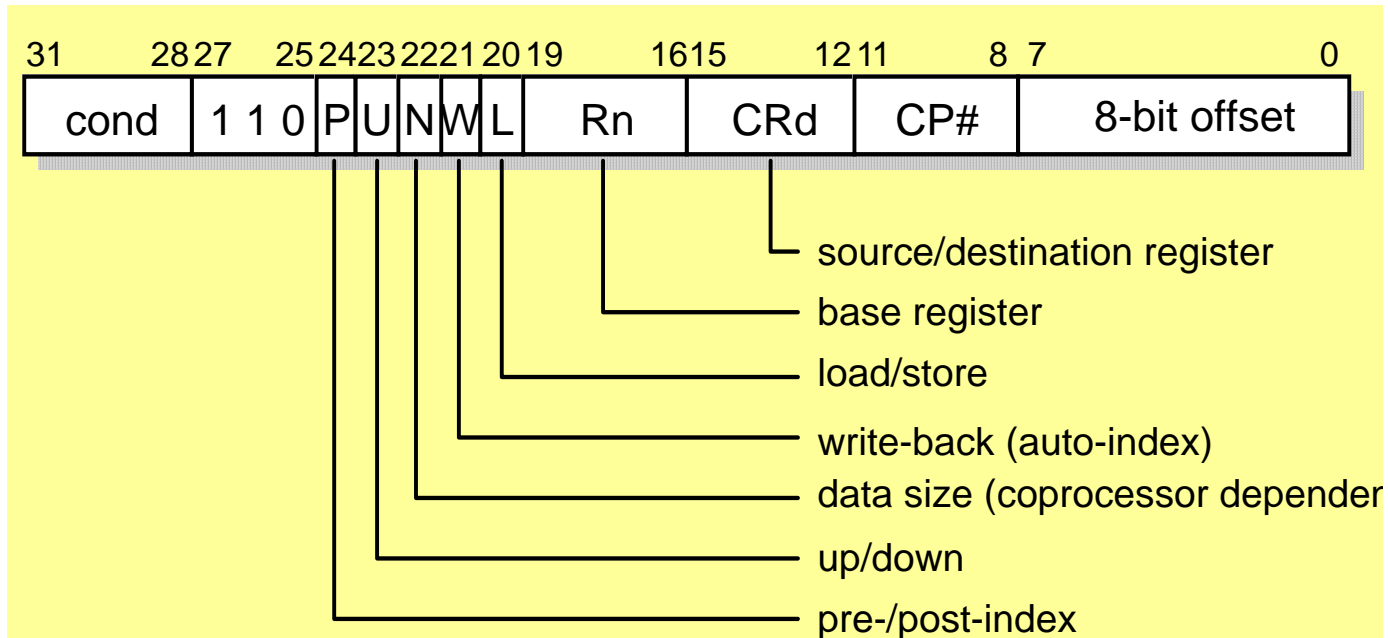 31 28 27 25 24 23 22 21 20 19 16 15 12 11 8 7 0
cond 1 1 0 P U N W L Rn CRd CP# 8-bit offset
source/destination register
base register
load/store
write-back (auto-index)
data size (coprocessor
up/down
pre-/post-index